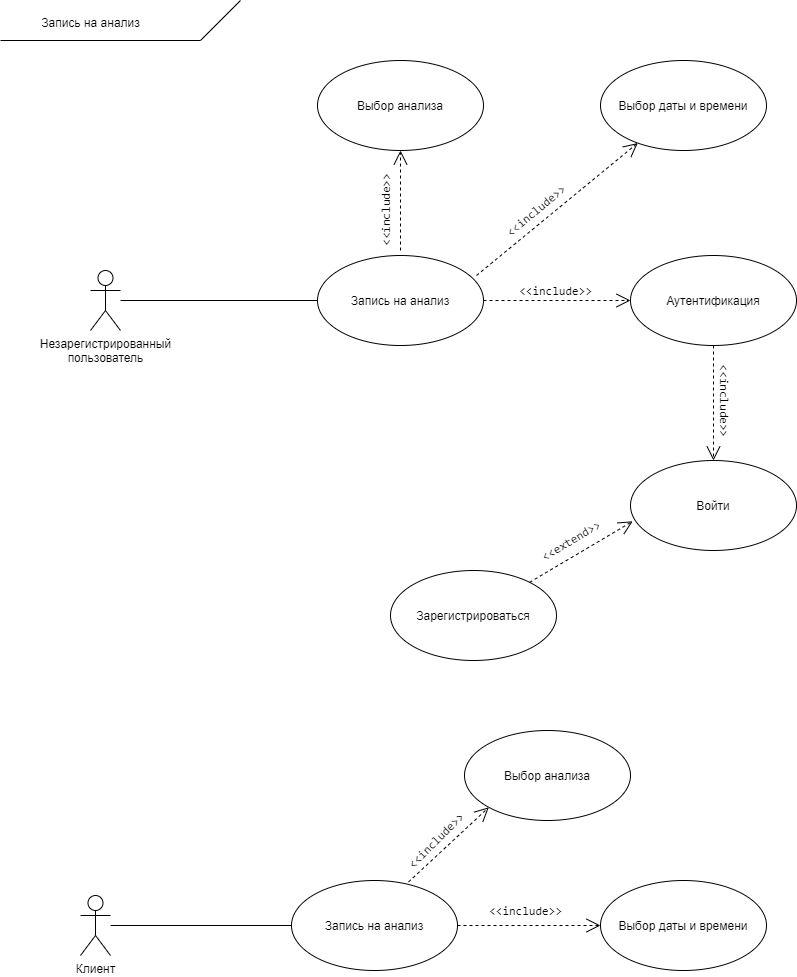 Запись на анализ
Выбор анализа
Выбор даты и времени
<<include>>
<<include>>
Запись на анализ
<<include>>
Аутентификация
Незарегистрированный
пользователь
<<include>>
Войти
<<extend>>
Зарегистрироваться
Выбор анализа
<<include>>
Запись на анализ
<<include>>
Выбор даты и времени
Клиент